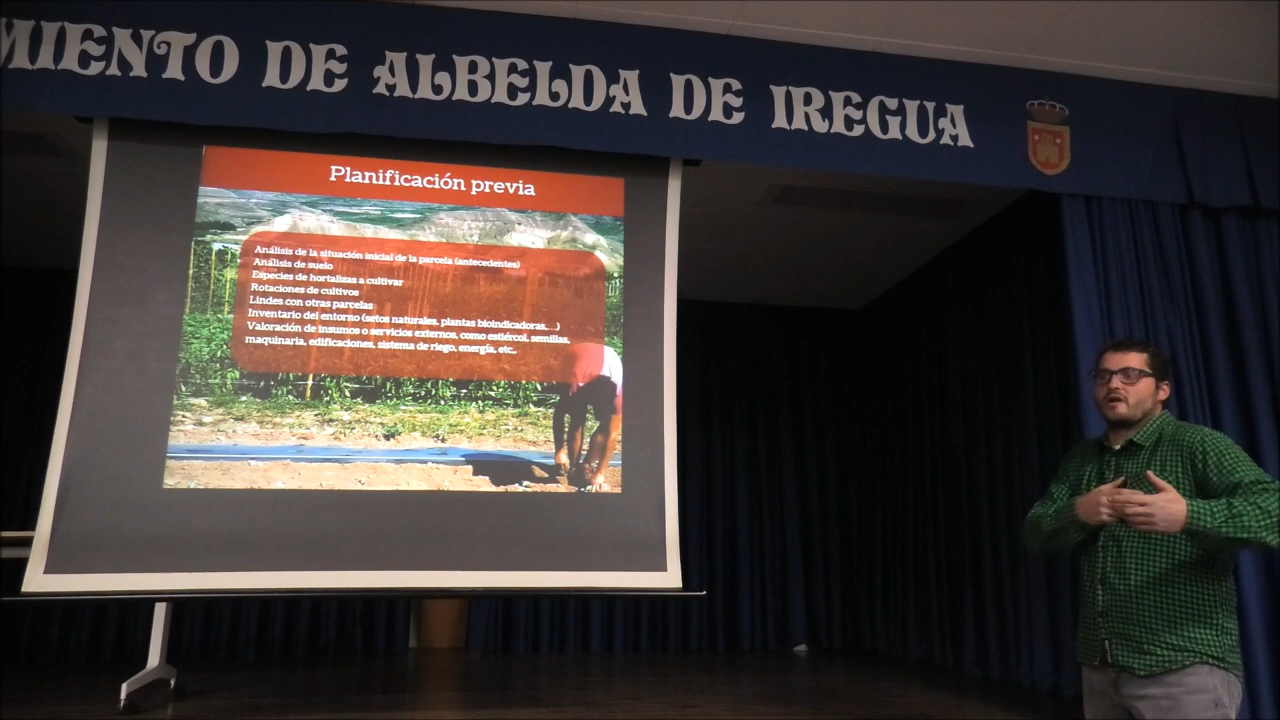 MIENTO DE ALBELDA DE IREGUA
Planificación previa
Análisis de la situación inicial de la parcela (antecedentes)
Análisis de suelo
Especies de hortalizas a cultivar
Rotaciones de cultivos
Lindes con otras parcelas
Inventario del entorno (setos naturales, plantas bioindicadoras,...)
Valoración de insumos o servicios externos, como estiércol, semillas,
maquinaria, edificaciones, sistema de riego, energía, etc,.